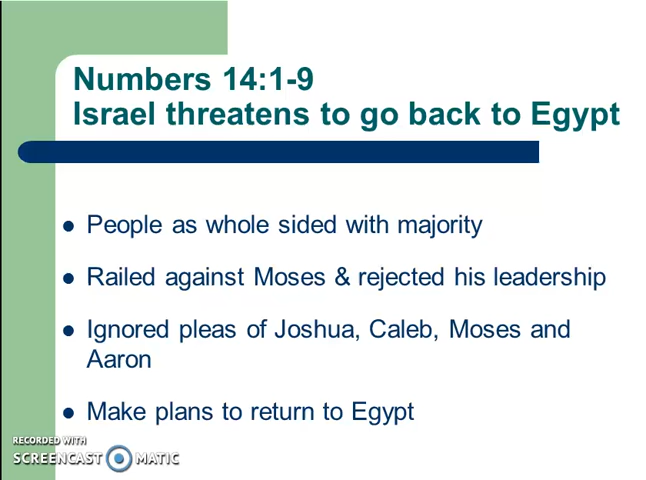 Numbers 14:1-9
Israel threatens to go back to Egypt
● People as whole sided with majority
● Railed against Moses & rejected his leadership
● Ignored pleas of Joshua, Caleb, Moses and
Aaron
● Make plans to return to Egypt
RECORDED WITH
SCREENCAST MATIC